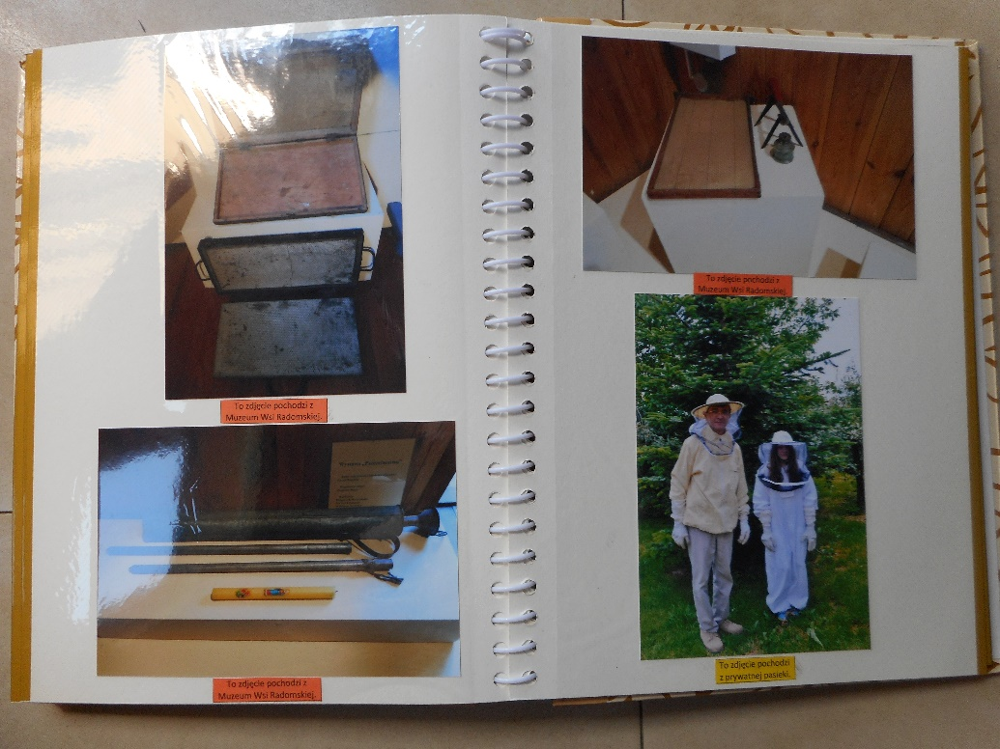 To zdjęcie pochodzi z
Muzeum Wsi Radomskiej.
To zdjęcie pochodzi z
Muzeum Wsi Radomskiej.
To zdjęcie pochodzi z
Muzeum Wsi Radomskiej.
To zdjęcie pochodzi
z prywatnej pasieki.